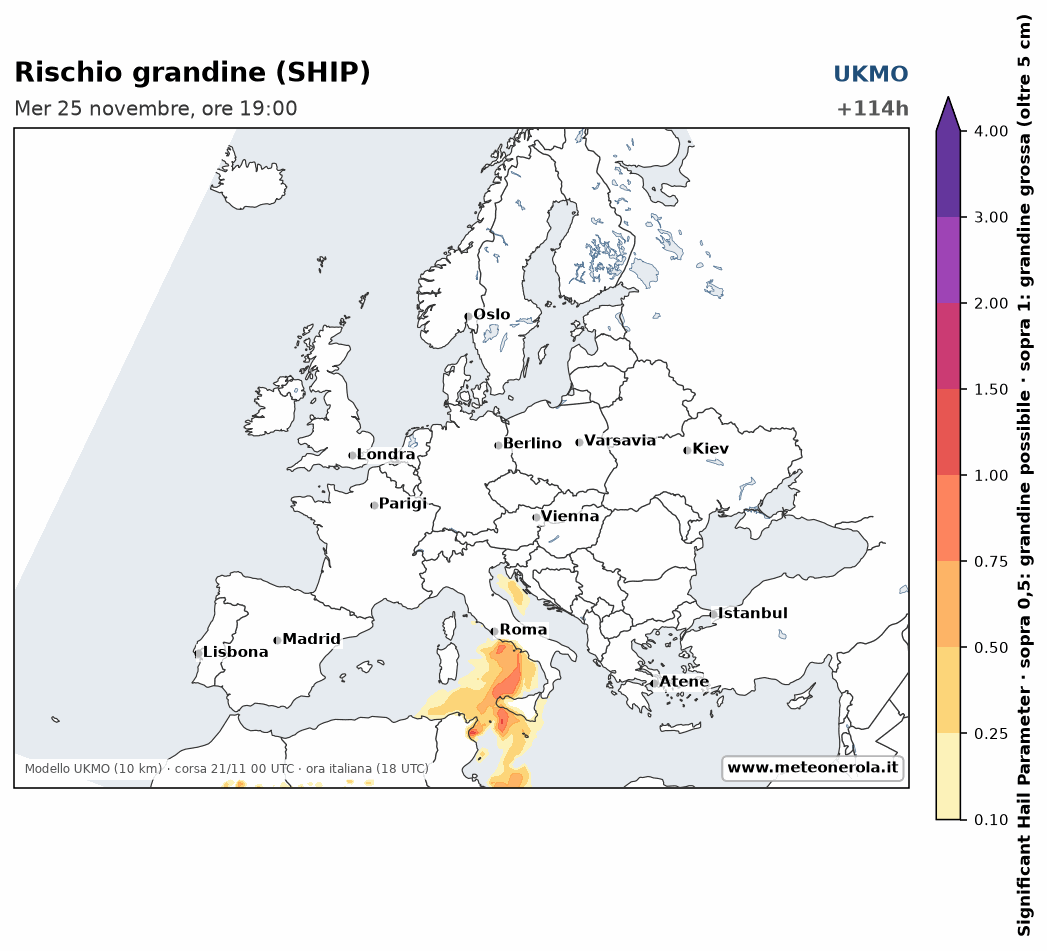 Rischio grandine (SHIP)
UKMO
Mer 25 novembre, ore 19:00
+114h
Oslo
Berlino
Varsavia
Kiev
Londra
Parigi
Vienna
Istanbul
Roma
Madrid
Lisbona
Atene
Modello UKMO (10 km) · corsa 21/11 00 UTC · ora italiana (18 UTC)
www.meteonerola.it
4.00
3.00
2.00
1.50
1.00
0.75
0.50
0.25
0.10
Significant Hail Parameter · sopra 0,5: grandine possibile · sopra 1: grandine grossa (oltre 5 cm)